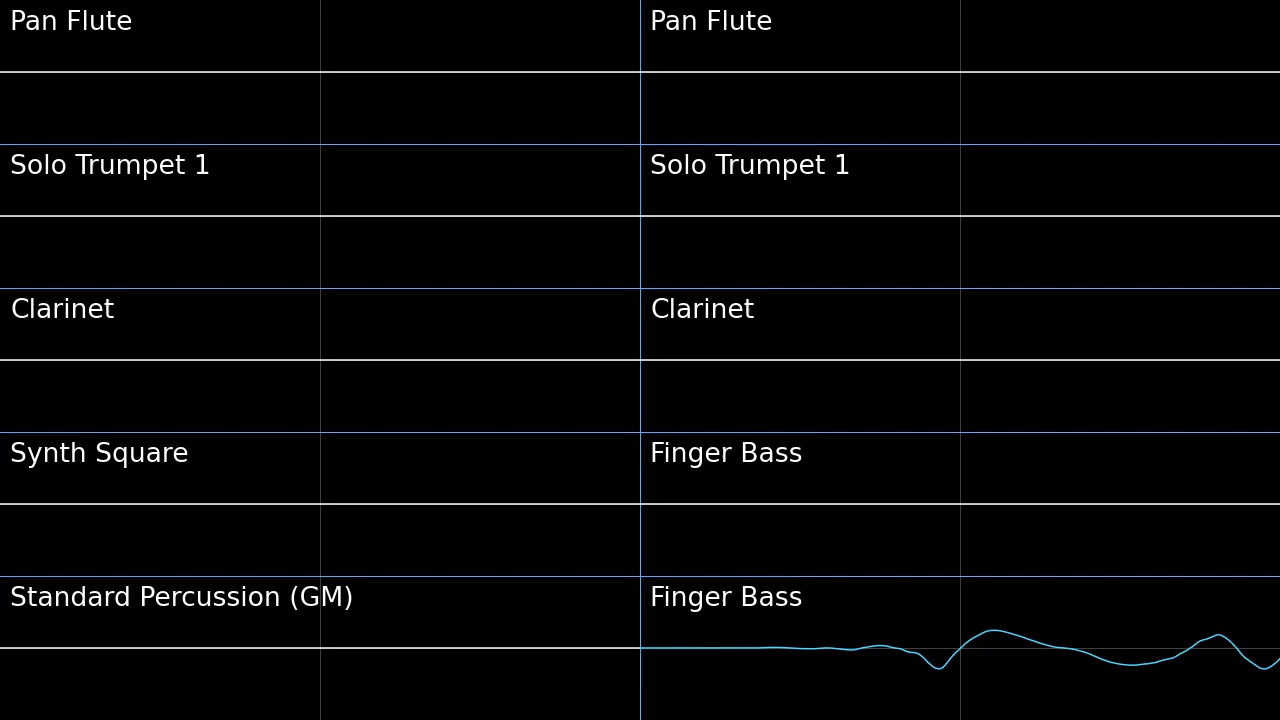 Pan Flute
Pan Flute
Solo Trumpet 1
Solo Trumpet 1
Clarinet
Clarinet
Synth Square
Finger Bass
Standard Percussion (GM)
Finger Bass